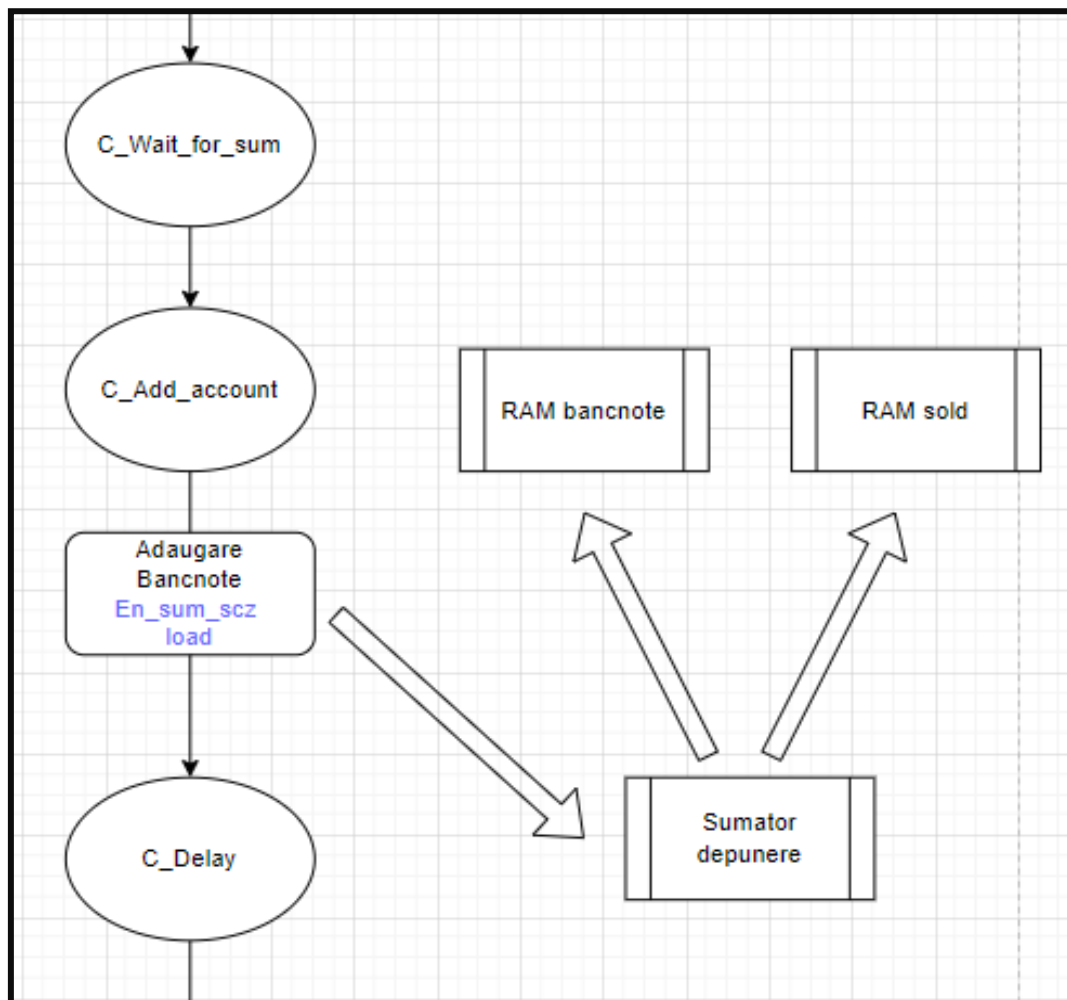 C_Wait_for_sum
C_Add_account
RAM bancnote
RAM sold
Adaugare
Bancnote
En_sum_scz
load
Sumator
depunere
C_Delay